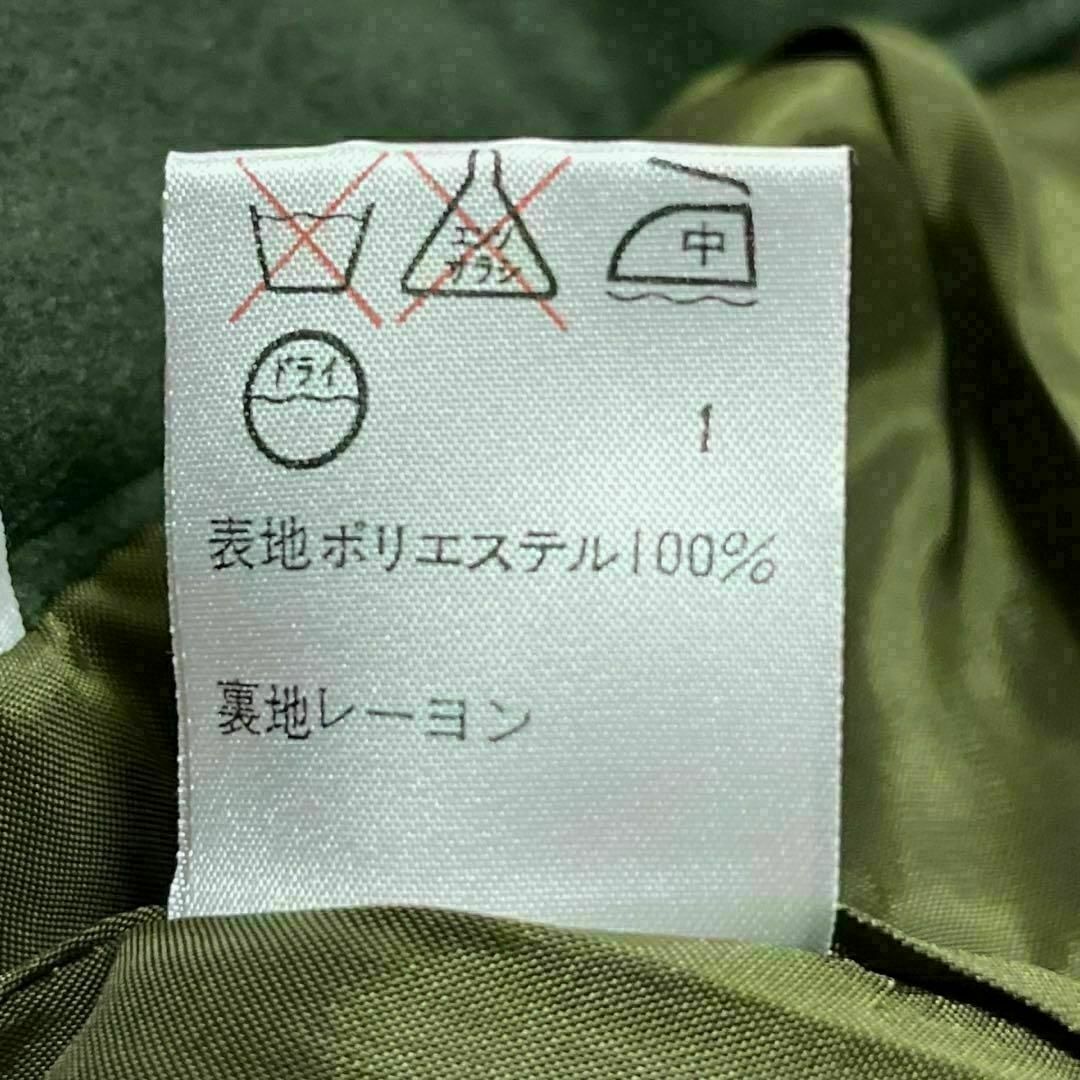 エンソ
サラシ
中
ドライ
1
表地ポリエステル100%
裏地レーヨン